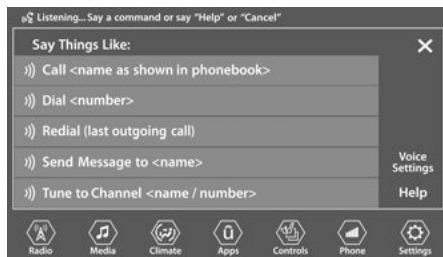 Listening...Say a command or say "Help" or "Cancel"
Say Things Like:
Call <name as shown in phonebook>
Dial <number>
Redial (last outgoing call)
Send Message to <name>
Tune to Channel <name / number>
Voice
Settings
Help
Radio Media Climate Apps Controls Phone Settings